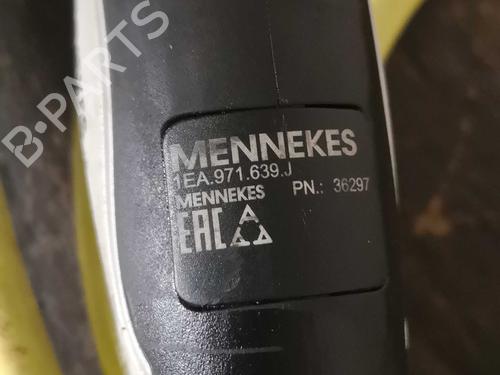 B-PARTS
MENNEKES
1EA.971.639.J
MENNEKES PN.: 36297
EAC